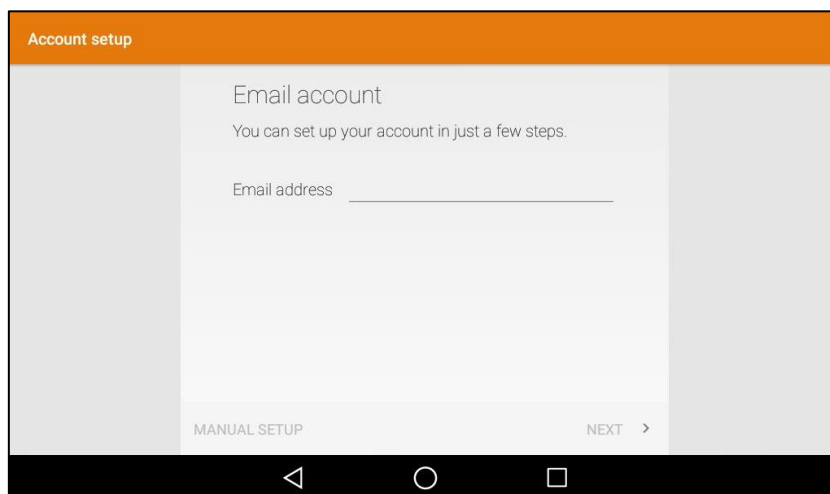 Account setup
Email account
You can set up your account in just a few steps.
Email address
MANUAL SETUP
NEXT